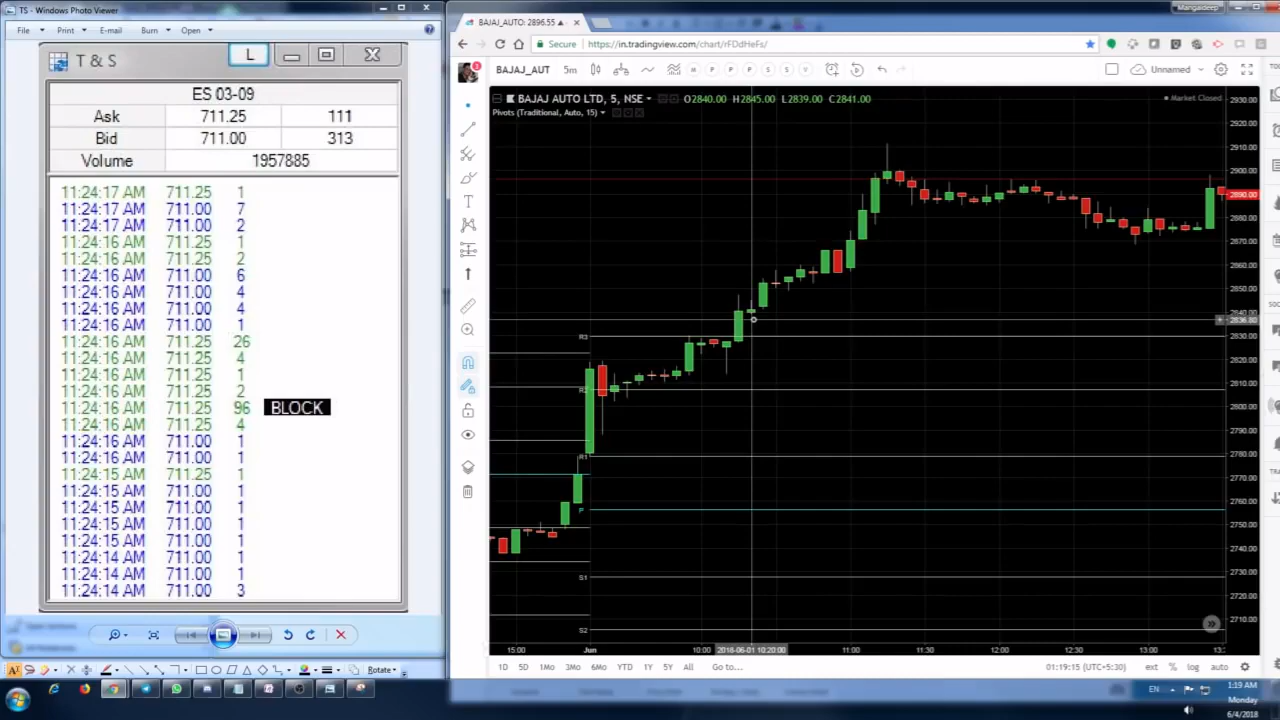 TS - Windows Photo Viewer
File Print E-mail Burn Open
T & S L
ES 03-09
Ask 711.25 111
Bid 711.00 313
Volume 1957885
11:24:17 AM 711.25 1
11:24:17 AM 711.00 7
11:24:17 AM 711.00 2
11:24:16 AM 711.25 1
11:24:16 AM 711.25 2
11:24:16 AM 711.00 6
11:24:16 AM 711.00 4
11:24:16 AM 711.00 4
11:24:16 AM 711.00 1
11:24:16 AM 711.25 26
11:24:16 AM 711.25 4
11:24:16 AM 711.25 1
11:24:16 AM 711.25 2
11:24:16 AM 711.25 96 BLOCK
11:24:16 AM 711.25 4
11:24:16 AM 711.00 1
11:24:16 AM 711.00 1
11:24:15 AM 711.25 1
11:24:15 AM 711.00 1
11:24:15 AM 711.00 1
11:24:15 AM 711.00 1
11:24:15 AM 711.00 1
11:24:14 AM 711.00 1
11:24:14 AM 711.00 1
11:24:14 AM 711.00 3
Rotate
BAJAJ_AUTO: 2896.55
Secure https://in.tradingview.com/chart/rFDdHeFs/
BAJAJ_AUT 5m M P P P S S V Unnamed
BAJAJ AUTO LTD, 5, NSE O2840.00 H2845.00 L2839.00 C2841.00
Market Closed
Pivots (Traditional, Auto, 15)
2930.00
2920.00
2910.00
2900.00
2890.00
2880.00
2870.00
2860.00
2850.00
2840.00
2836.80
2830.00
2820.00
2810.00
2800.00
2790.00
2780.00
2770.00
2760.00
2750.00
2740.00
2730.00
2720.00
2710.00
R3
R2
R1
P
S1
S2
15:00 Jun 10:00 2018-06-01 10:20:00 11:00 11:30 12:00 12:30 13:00
1D 5D 1Mo 3Mo 6Mo YTD 1Y 5Y All Go to... 01:19:15 (UTC+5:30) ext % log auto
EN 1:19 AM
Monday
6/4/2018